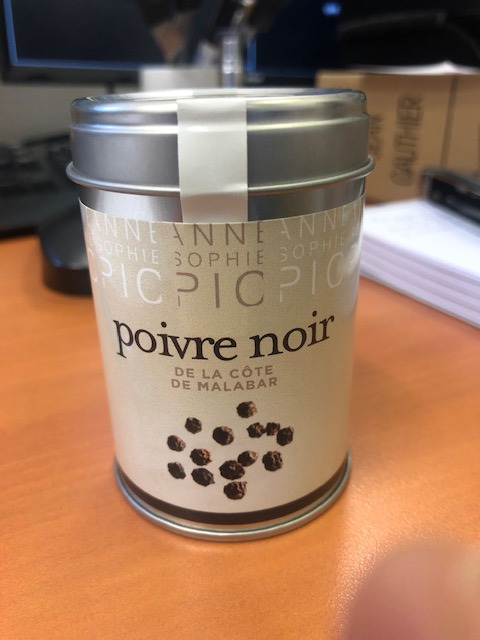 ANNE ANNE ANNE
SOPHIE SOPHIE SOPHIE
PIC PIC PIC
poivre noir
DE LA CÔTE
DE MALABAR
GAUTHIER